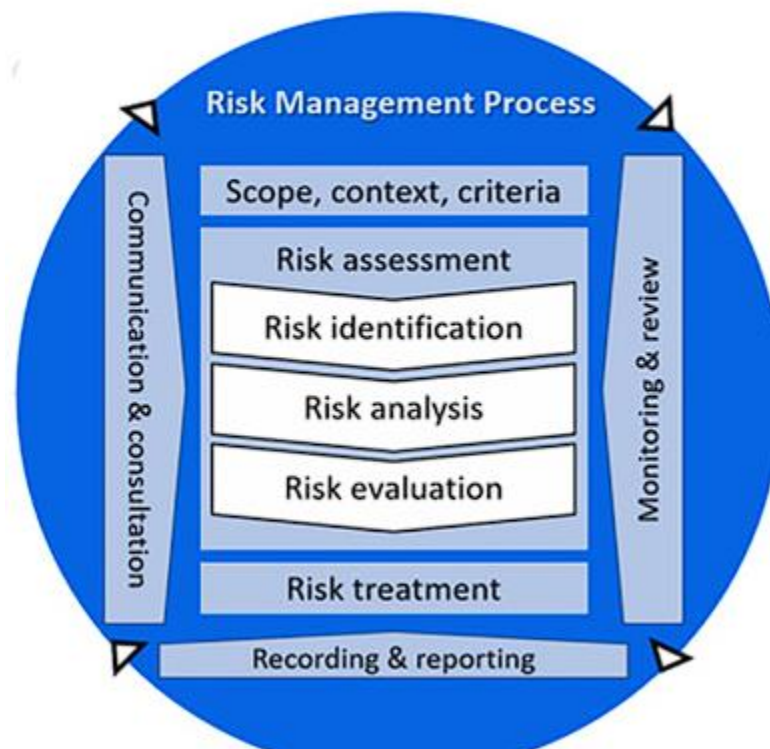 Risk Management Process
Scope, context, criteria
Risk assessment
Risk identification
Risk analysis
Risk evaluation
Risk treatment
Recording & reporting
Communication & consultation
Monitoring & review